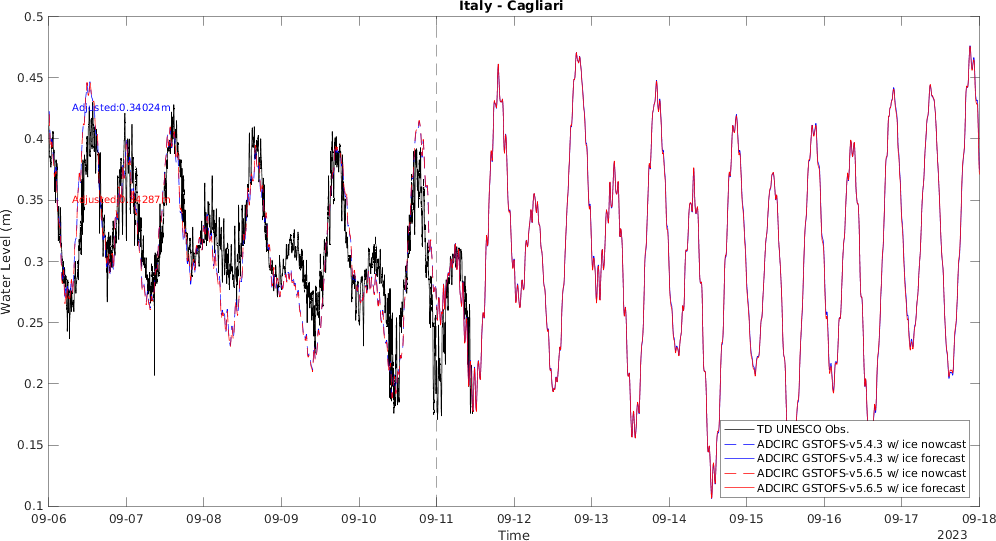 Italy - Cagliari
0.5
0.45
0.4
0.35
0.3
0.25
0.2
0.15
0.1
Water Level (m)
Adjusted:0.34024m
Adjusted:0.34287m
TD UNESCO Obs.
ADCIRC GSTOFS-v5.4.3 w/ ice nowcast
ADCIRC GSTOFS-v5.4.3 w/ ice forecast
ADCIRC GSTOFS-v5.6.5 w/ ice nowcast
ADCIRC GSTOFS-v5.6.5 w/ ice forecast
09-06 09-07 09-08 09-09 09-10 09-11 09-12 09-13 09-14 09-15 09-16 09-17 09-18
Time
2023